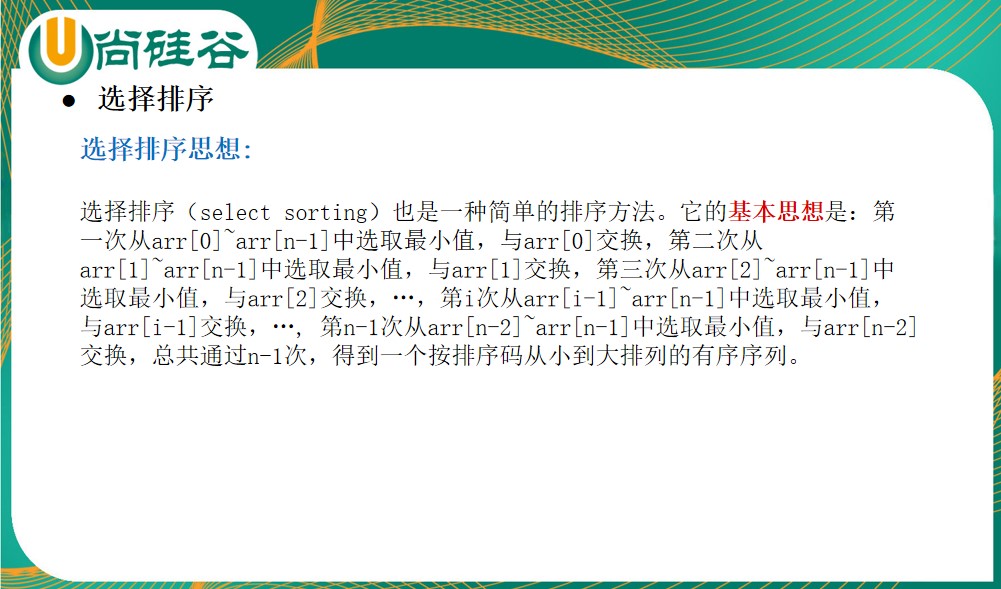 尚硅谷
● 选择排序
选择排序思想:
选择排序（select sorting）也是一种简单的排序方法。它的基本思想是：第
一次从arr[0]~arr[n-1]中选取最小值，与arr[0]交换，第二次从
arr[1]~arr[n-1]中选取最小值，与arr[1]交换，第三次从arr[2]~arr[n-1]中
选取最小值，与arr[2]交换，…，第i次从arr[i-1]~arr[n-1]中选取最小值，
与arr[i-1]交换，…, 第n-1次从arr[n-2]~arr[n-1]中选取最小值，与arr[n-2]
交换，总共通过n-1次，得到一个按排序码从小到大排列的有序序列。